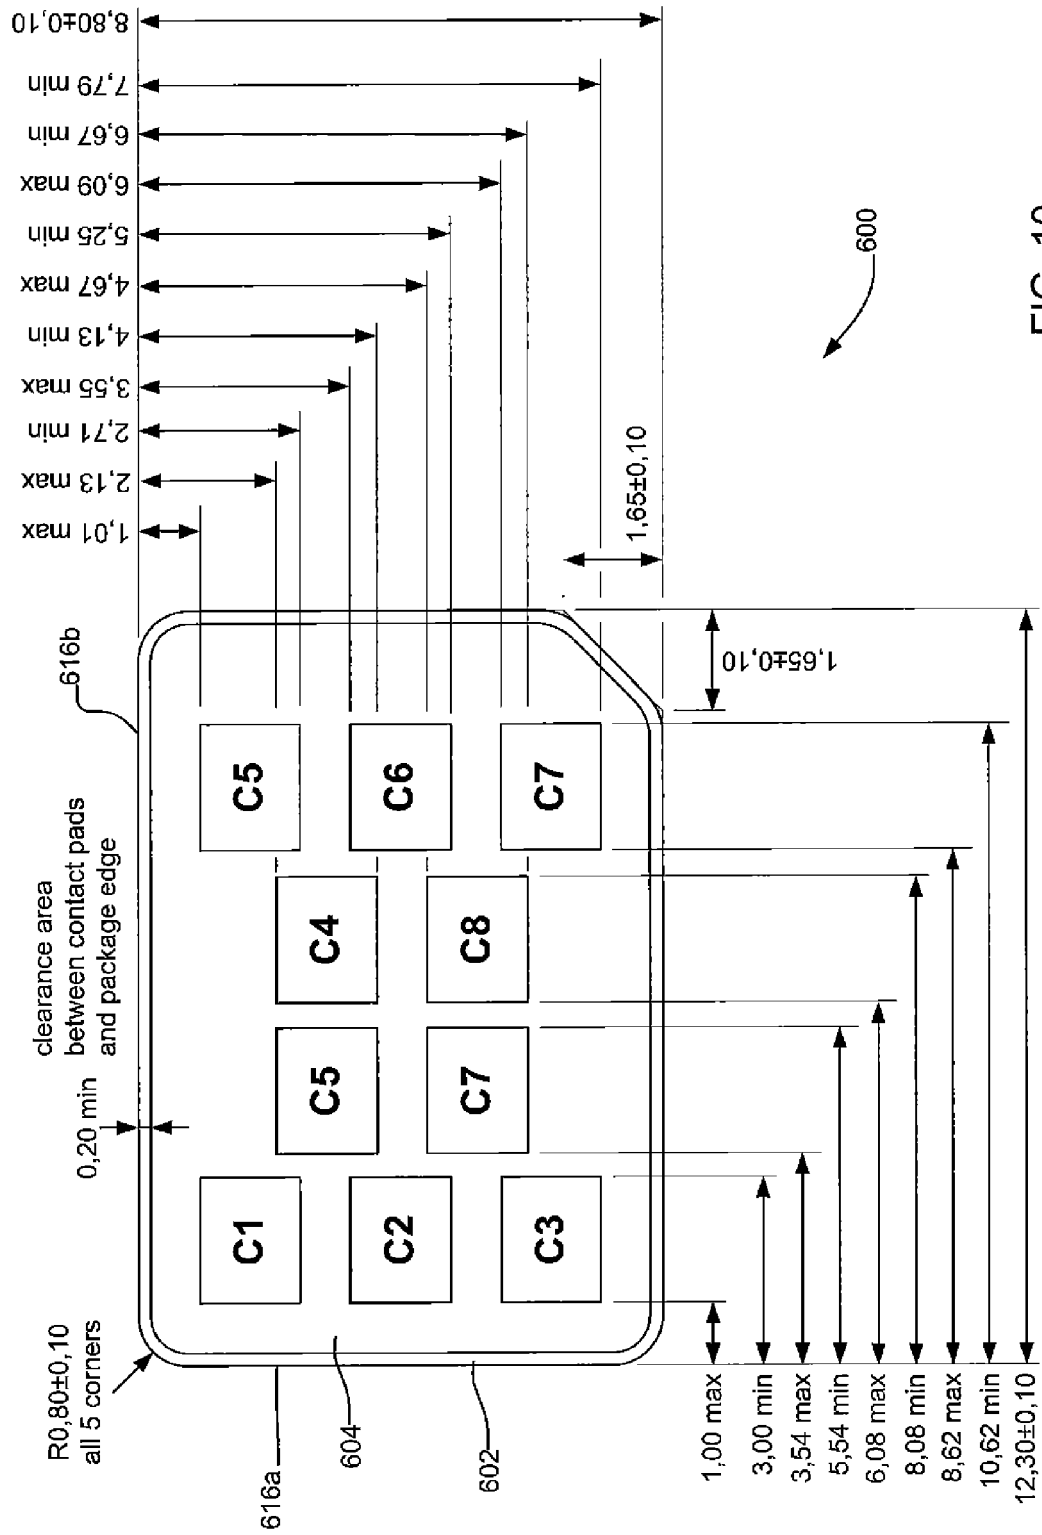 8,80±0,10
7,79 min
6,67 min
6,09 max
5,25 min
4,67 max
4,13 min
3,55 max
2,71 min
2,13 max
1,01 max
616b
clearance area
between contact pads
and package edge
0,20 min
R0,80±0,10
all 5 corners
616a
604
602
C1
C2
C3
C5
C7
C4
C8
C5
C6
C7
1,65±0,10
1,65±0,10
600
1,00 max
3,00 min
3,54 max
5,54 min
6,08 max
8,08 min
8,62 max
10,62 min
12,30±0,10
FIG.